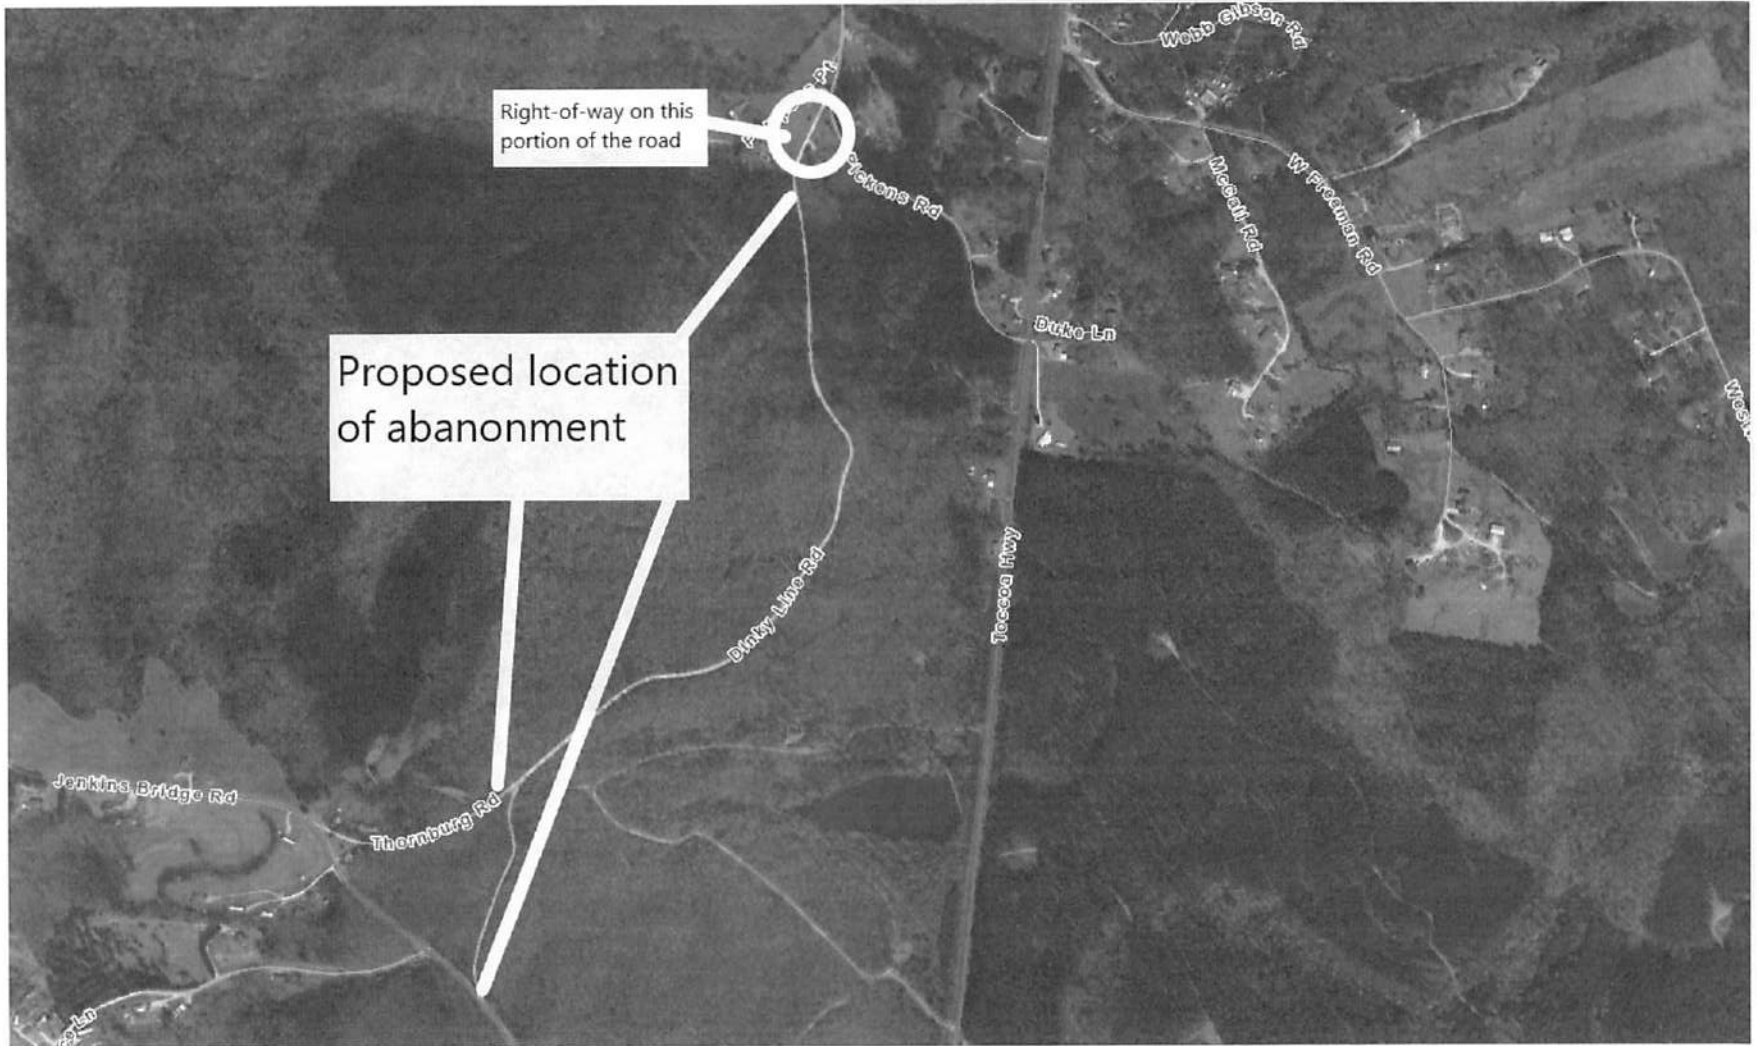 Webb Gibson Rd
Right-of-way on this
portion of the road
Pickens Rd
McCall Rd
W Freeman Rd
Duke Ln
Proposed location
of abanonment
Dinky Line Rd
Toccoa Hwy
Jenkins Bridge Rd
Thornburg Rd
Ln